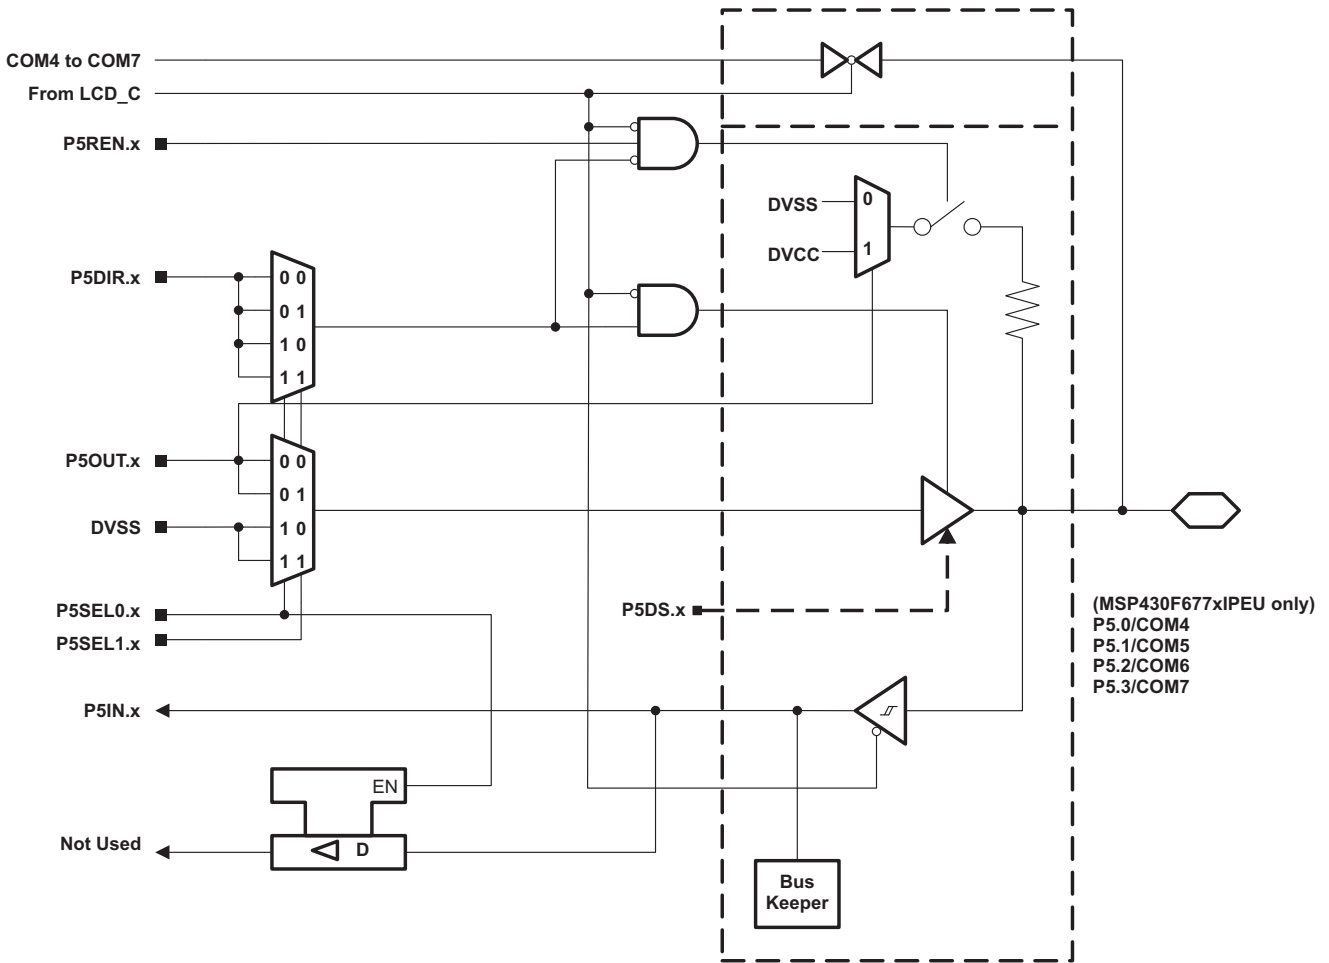 COM4 to COM7
From LCD_C
P5REN.x
DVSS
0
DVCC
1
P5DIR.x
0 0
0 1
1 0
1 1
P5OUT.x
0 0
0 1
DVSS
1 0
1 1
P5SEL0.x
P5SEL1.x
P5DS.x
(MSP430F677xIPEU only)
P5.0/COM4
P5.1/COM5
P5.2/COM6
P5.3/COM7
P5IN.x
EN
Not Used
D
Bus
Keeper